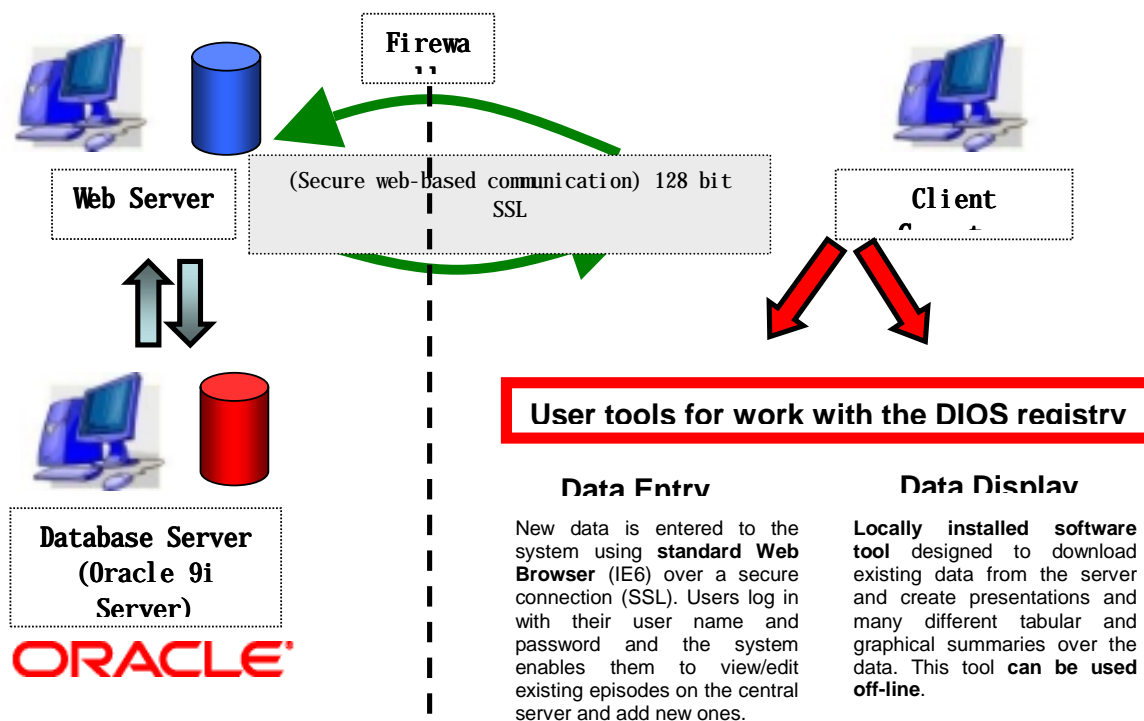 Firewa
Web Server
(Secure web-based communication) 128 bit
SSL
Client
Database Server
(Oracle 9i
Server)
ORACLE
User tools for work with the DIOS registry
Data Entry
New data is entered to the
system using standard Web
Browser (IE6) over a secure
connection (SSL). Users log in
with their user name and
password and the system
enables them to view/edit
existing episodes on the central
server and add new ones.
Data Display
Locally installed software
tool designed to download
existing data from the server
and create presentations and
many different tabular and
graphical summaries over the
data. This tool can be used
off-line.